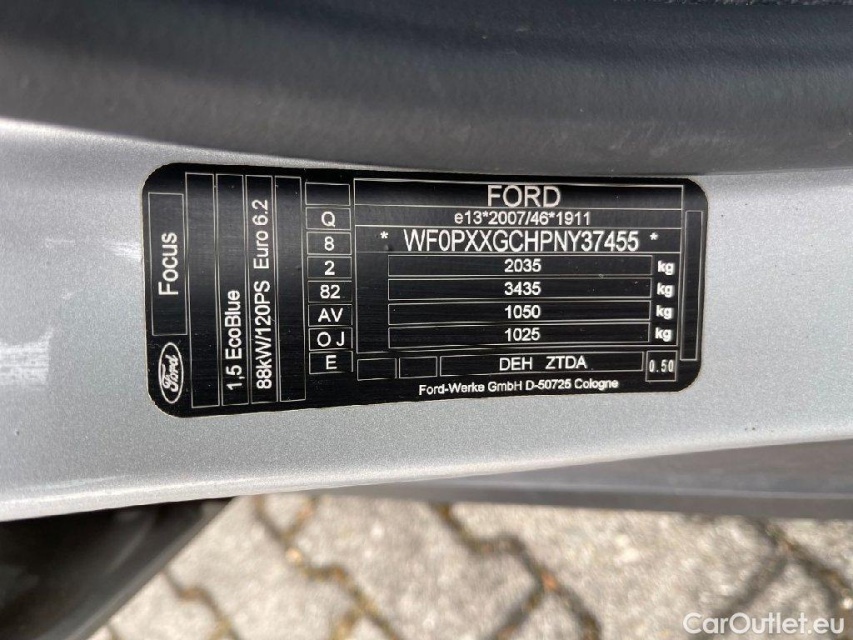 Focus
Ford
1,5 EcoBlue
88kW/120PS Euro 6.2
Q
8
2
82
AV
O J
E
FORD
e13*2007/46*1911
* WF0PXXGCHPNY37455 *
2035 kg
3435 kg
1050 kg
1025 kg
DEH ZTDA
0.50
Ford-Werke GmbH D-50725 Cologne
CarOutlet.eu